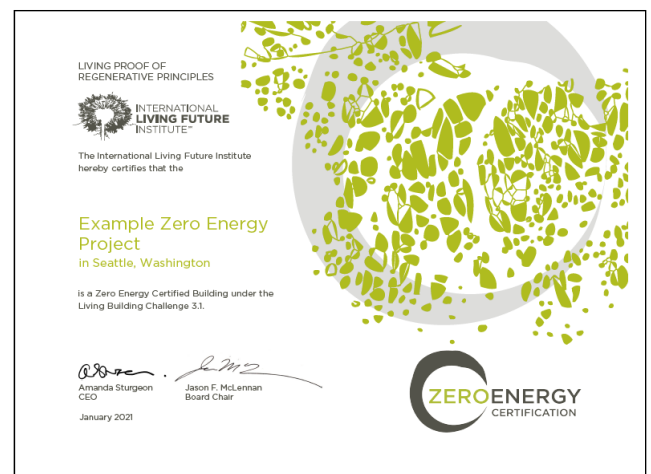 LIVING PROOF OF
REGENERATIVE PRINCIPLES
INTERNATIONAL
LIVING FUTURE
INSTITUTE™
The International Living Future Institute
hereby certifies that the
Example Zero Energy
Project
in Seattle, Washington
is a Zero Energy Certified Building under the
Living Building Challenge 3.1.
Amanda Sturgeon
CEO
Jason F. McLennan
Board Chair
January 2021
ZEROENERGY
CERTIFICATION